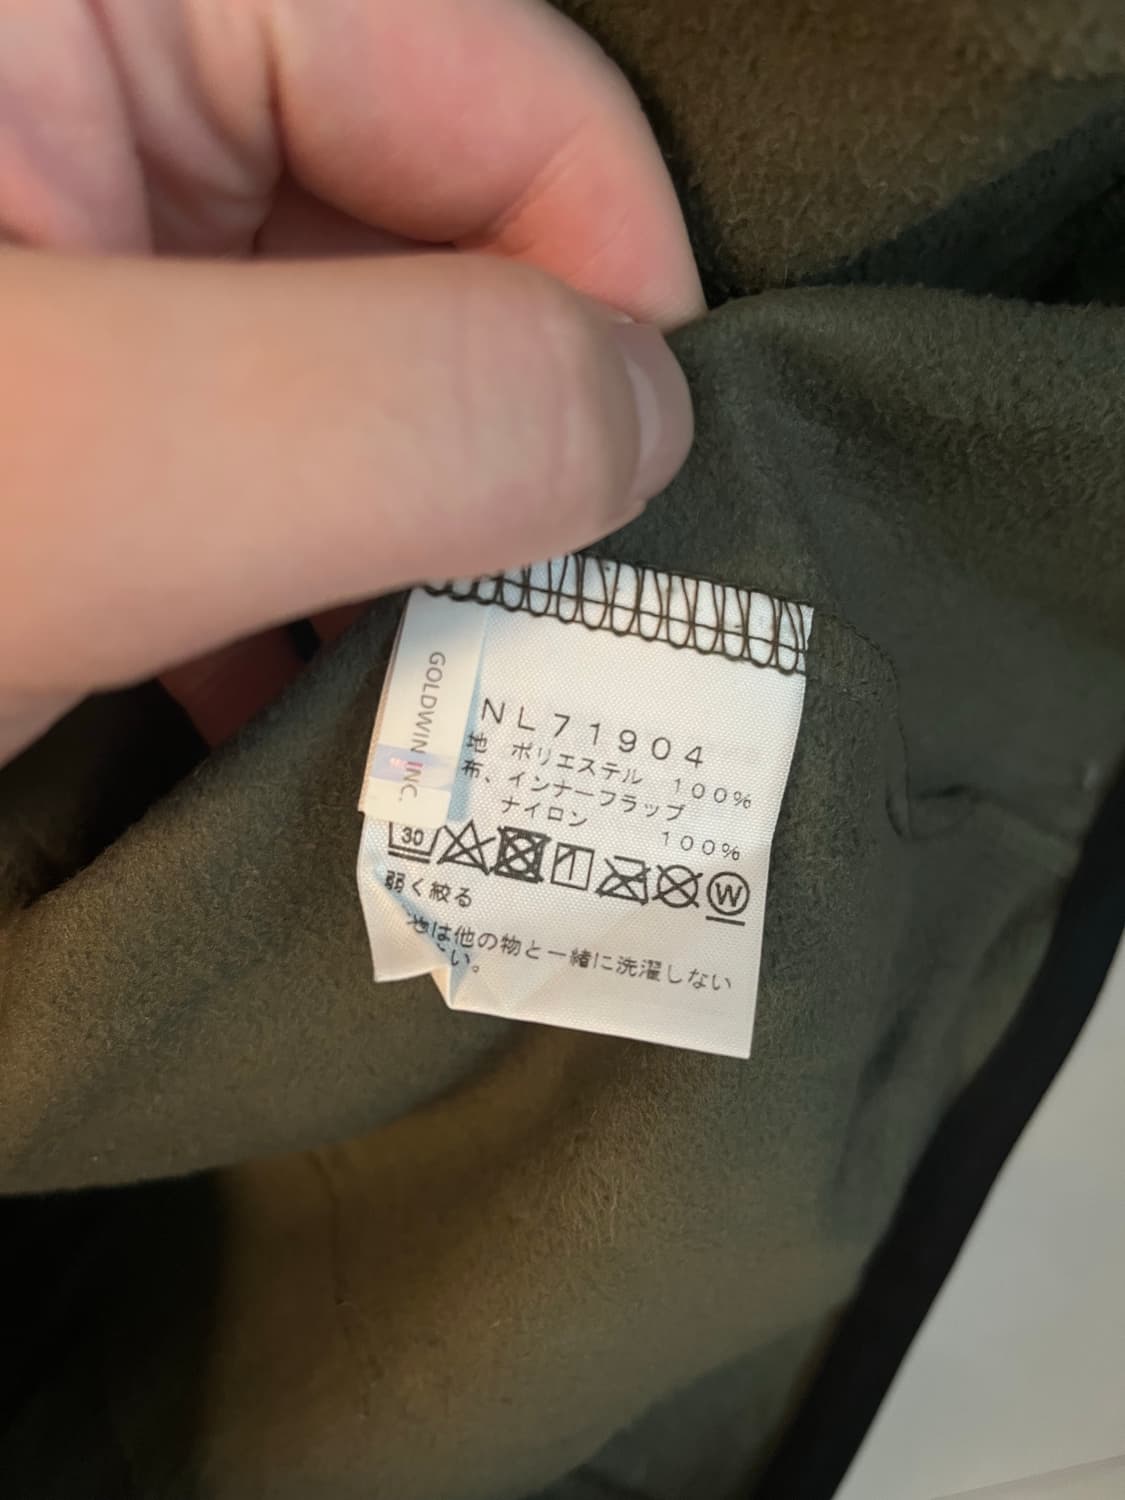 GOLDWIN INC.
NL71904
地 ポリエステル 100%
布、インナーフラップ
ナイロン 100%
30
W
弱く絞る
は他の物と一緒に洗濯しない
い。